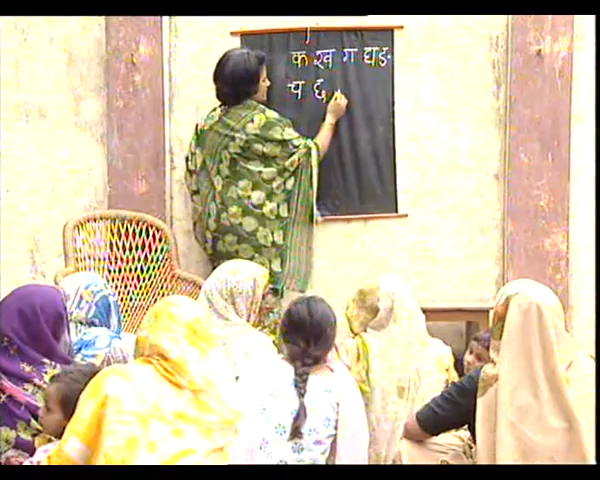 क ख ग घ ङ
च छ